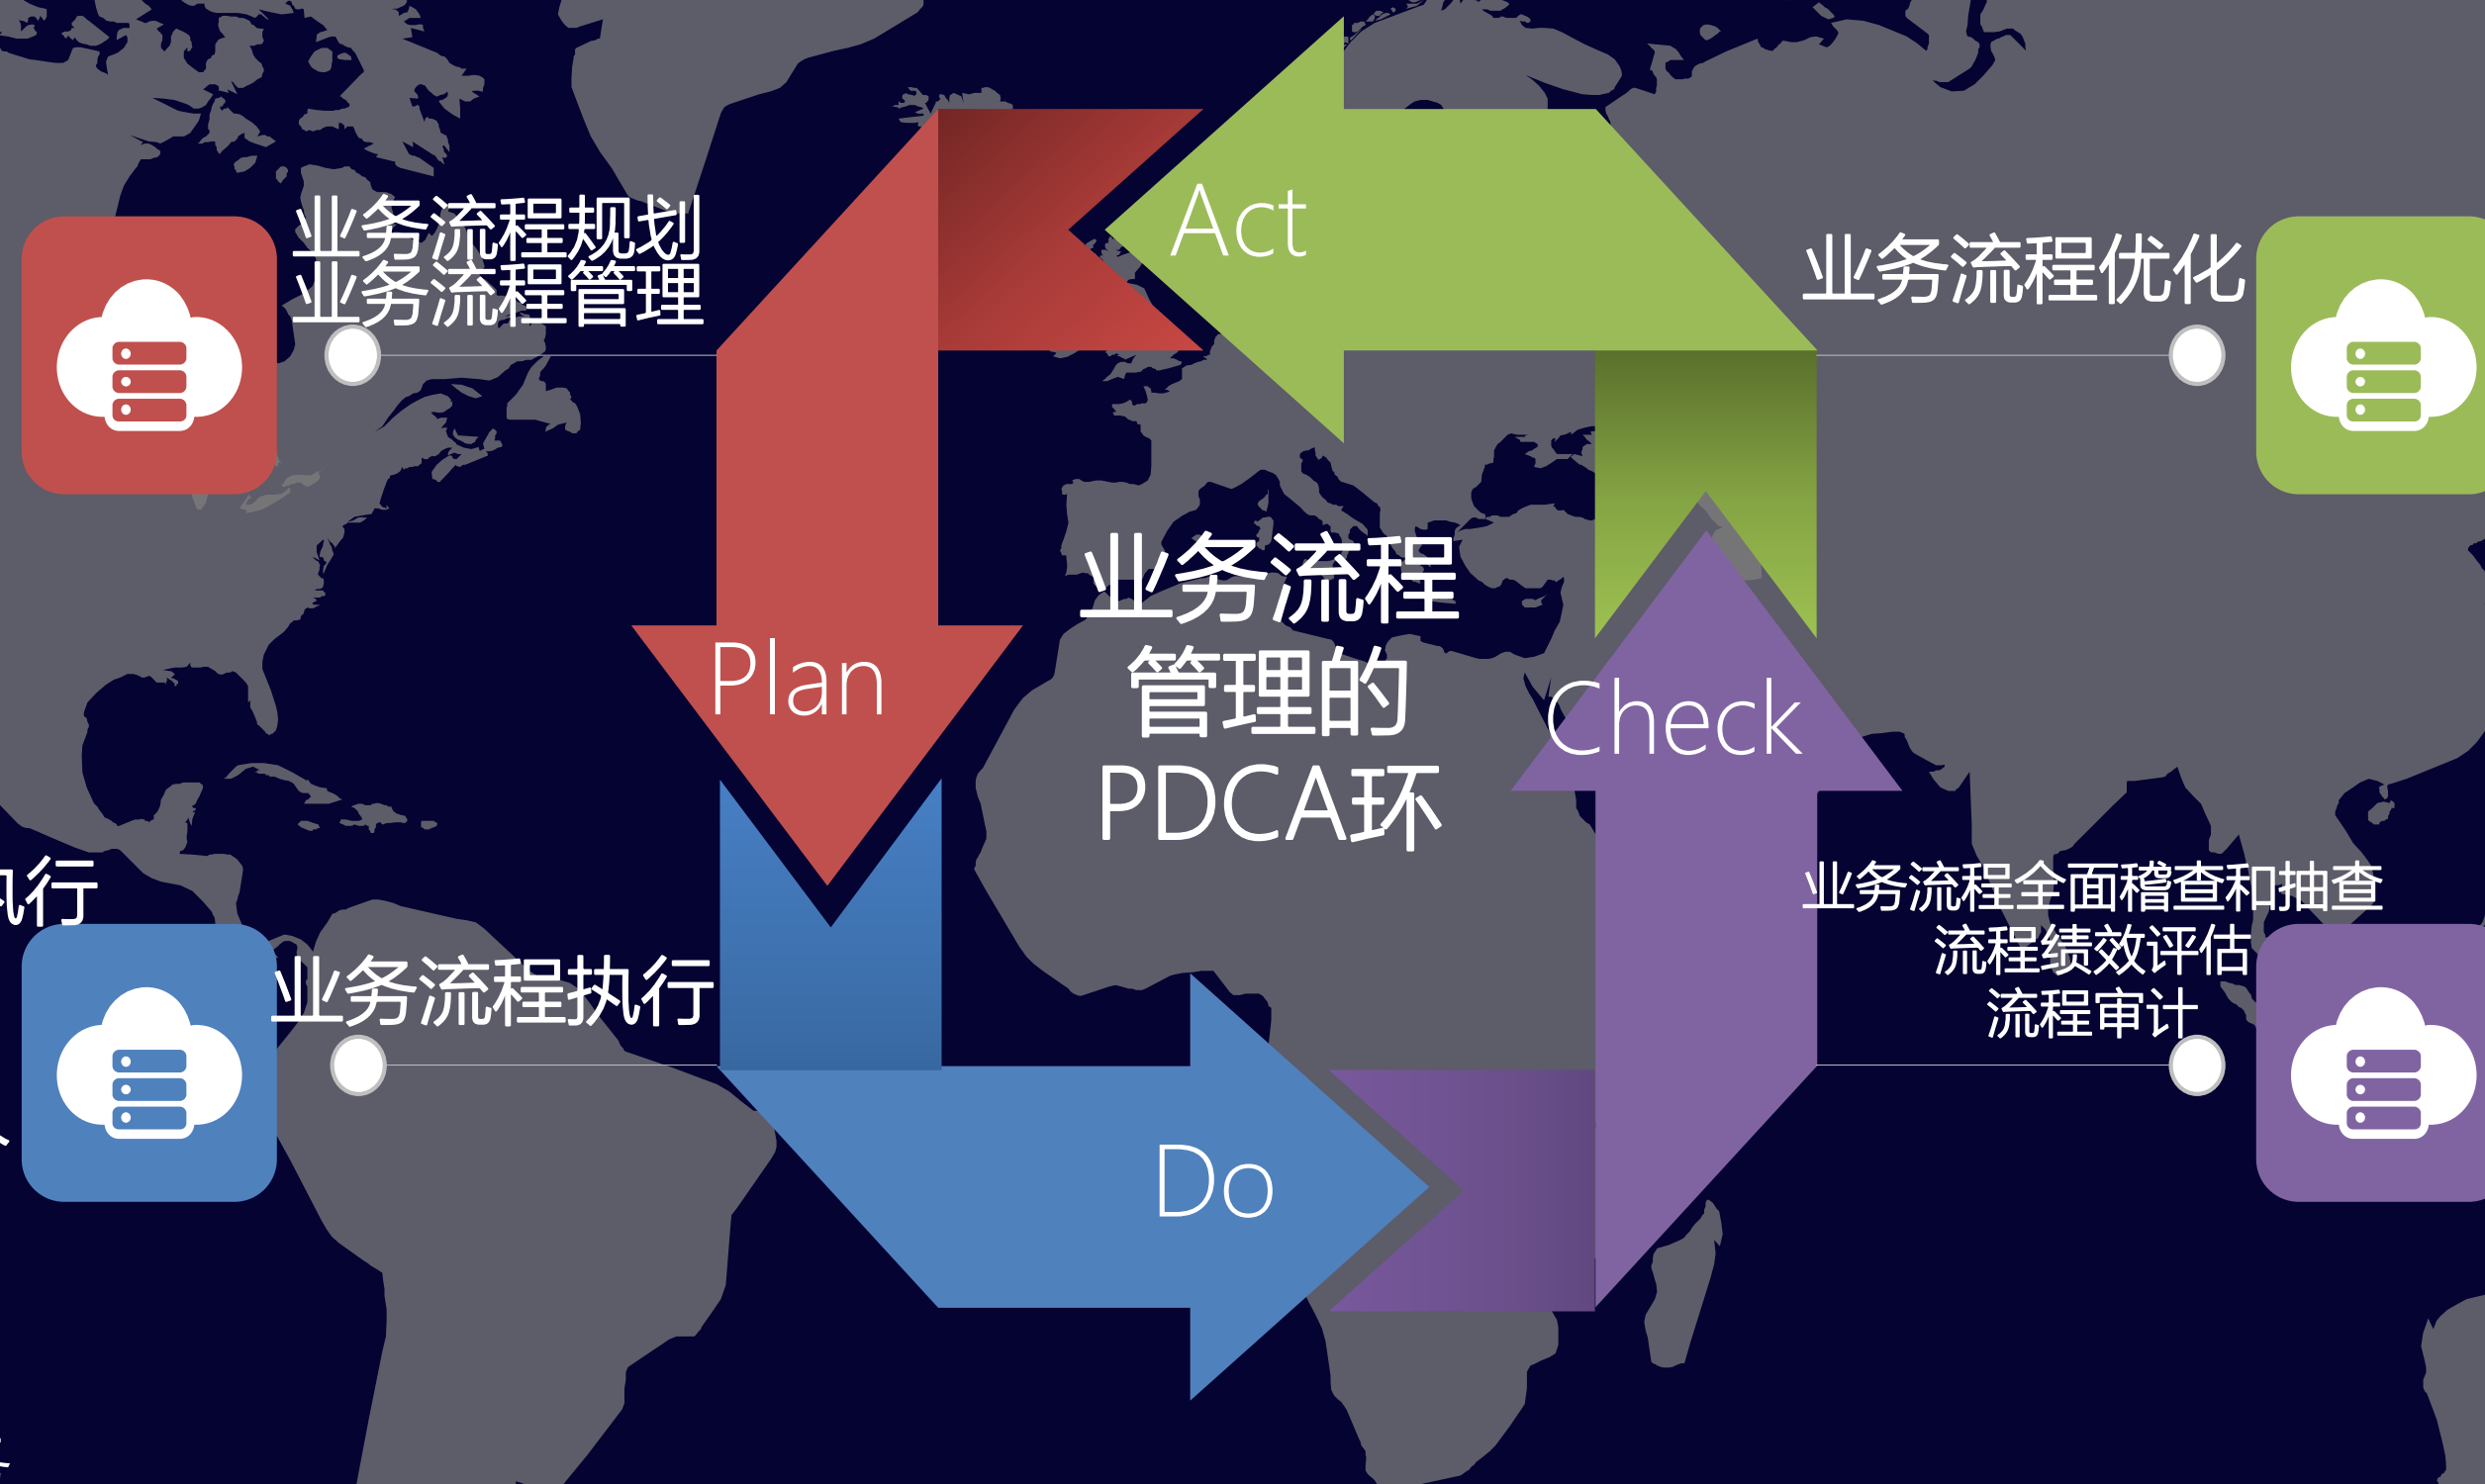 Act
业务流程规划
业务流程管理
业务流程优化
业务流程
管理的
PDCA环
Plan
Check
行
业务流程执行
业务流程全面稽查和检查
流程绩效评估
流程审计
Do